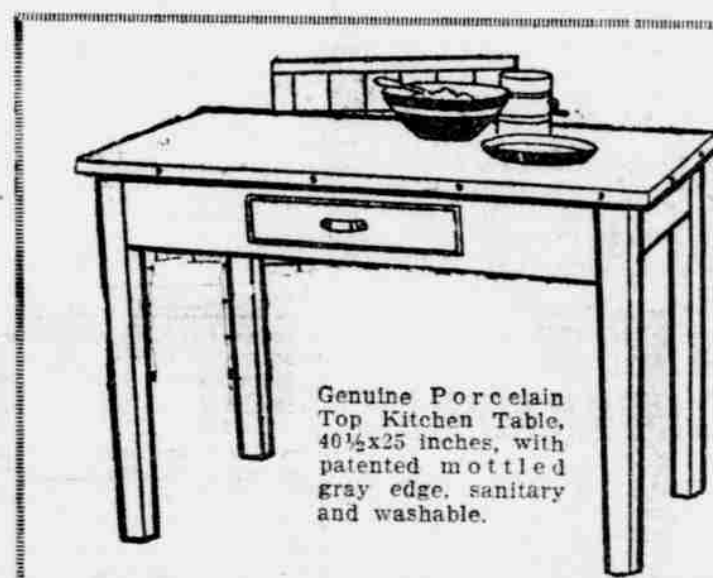 Genuine Porcelain
Top Kitchen Table,
40½x25 inches, with
patented mottled
gray edge, sanitary
and washable.